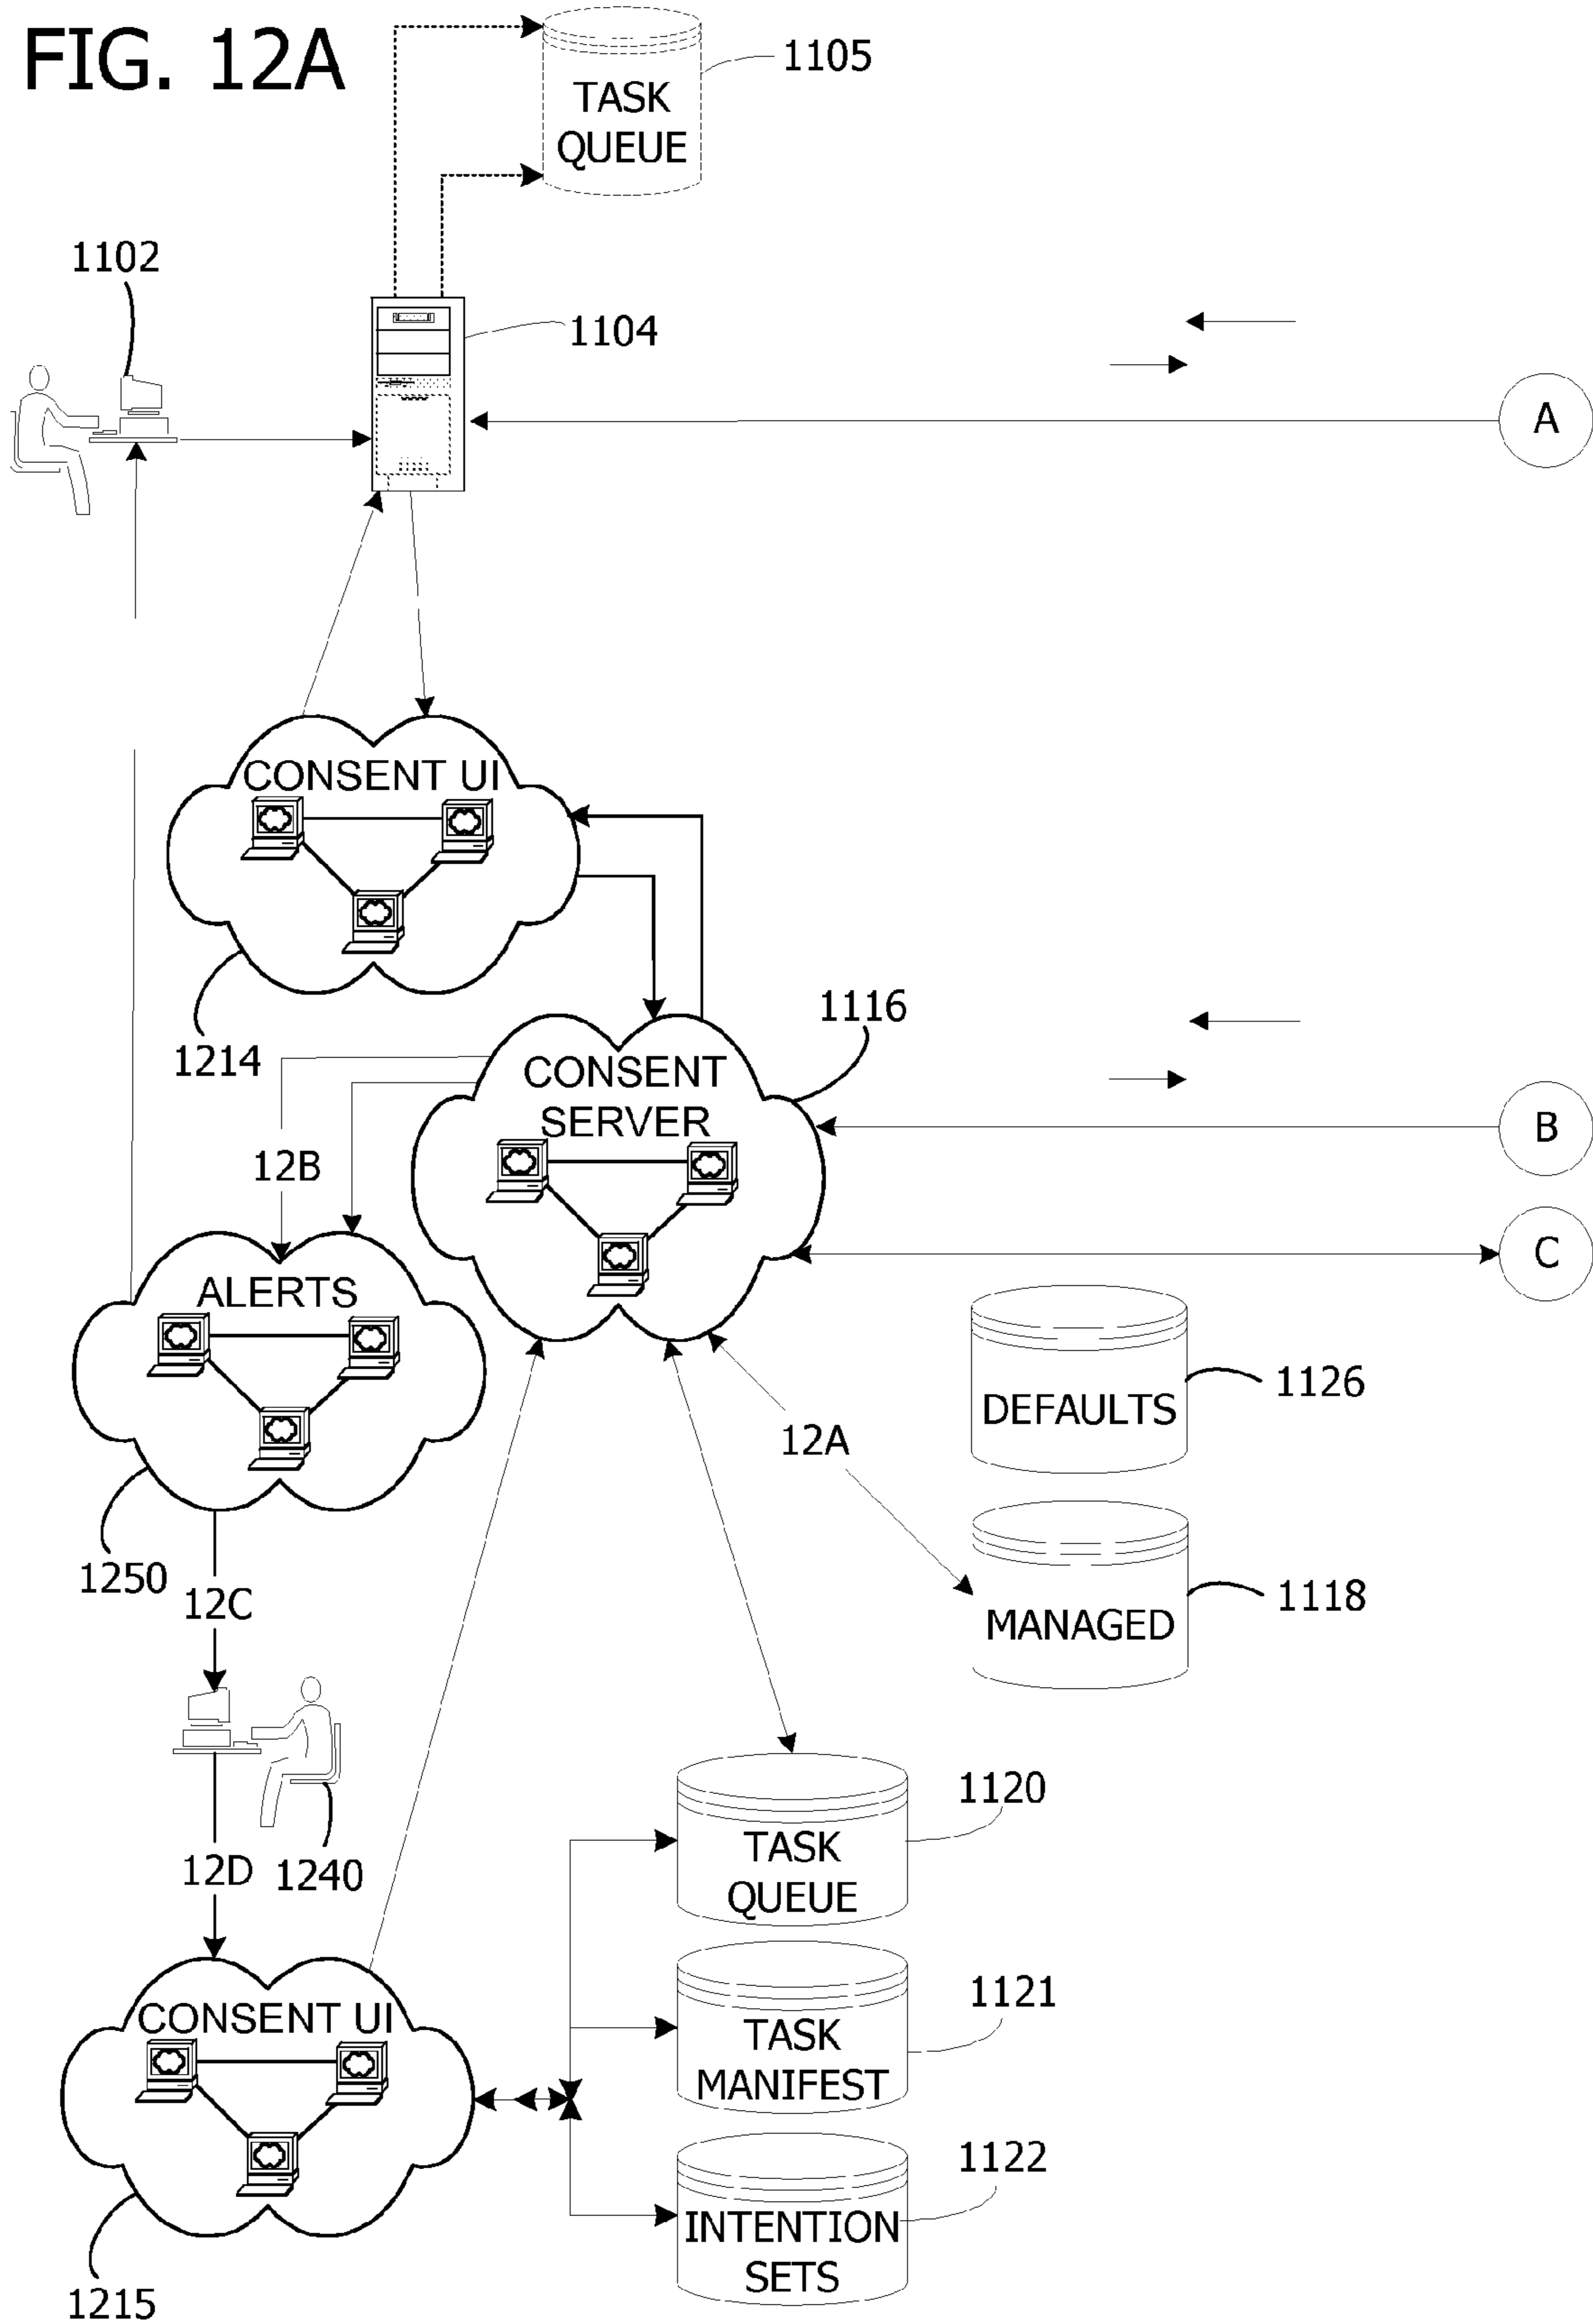 FIG. 12A
1105
TASK
QUEUE
1102
1104
A
CONSENT UI
1214
1116
CONSENT
SERVER
B
12B
C
ALERTS
1126
DEFAULTS
12A
1250
12C
1118
MANAGED
1120
TASK
QUEUE
12D
1240
1121
TASK
MANIFEST
CONSENT UI
1122
INTENTION
SETS
1215